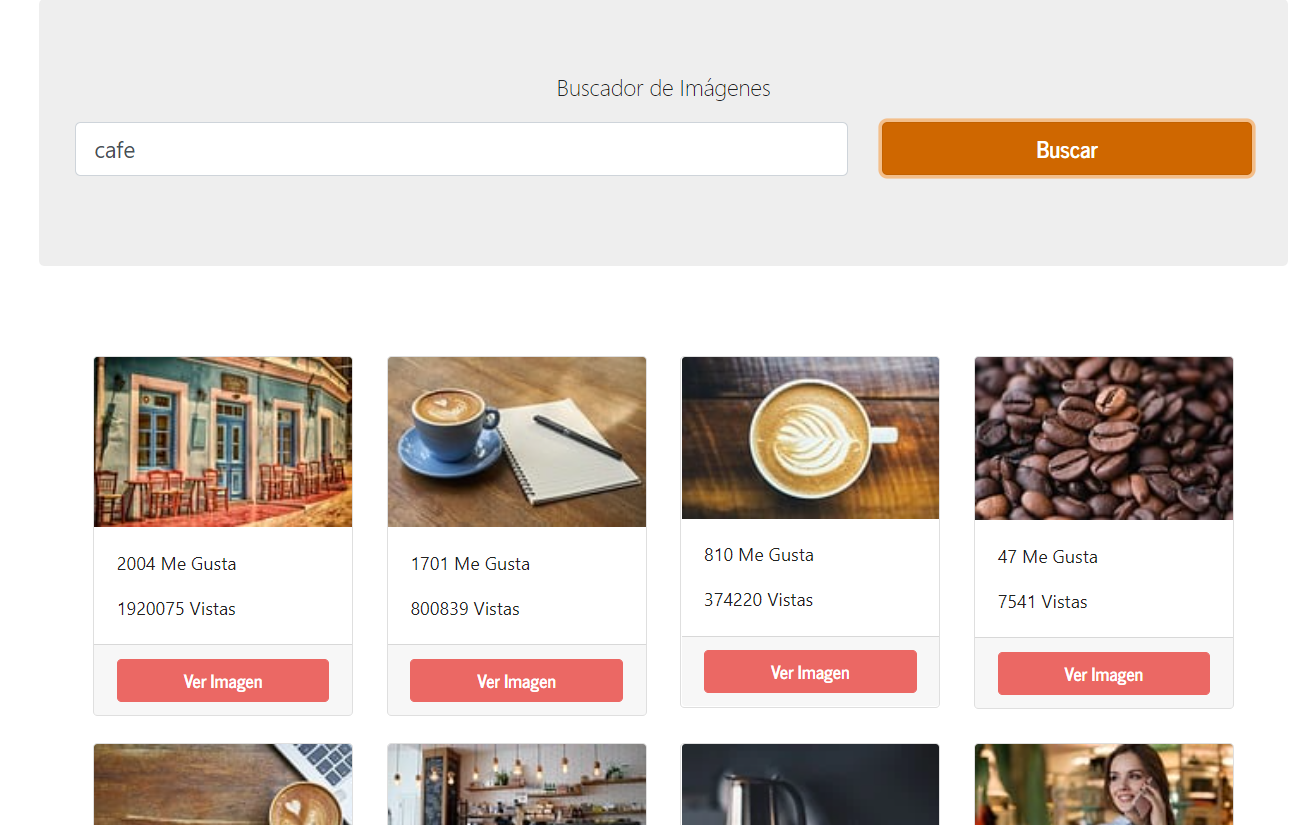 Buscador de Imágenes
cafe
Buscar
2004 Me Gusta
1920075 Vistas
Ver Imagen
1701 Me Gusta
800839 Vistas
Ver Imagen
810 Me Gusta
374220 Vistas
Ver Imagen
47 Me Gusta
7541 Vistas
Ver Imagen